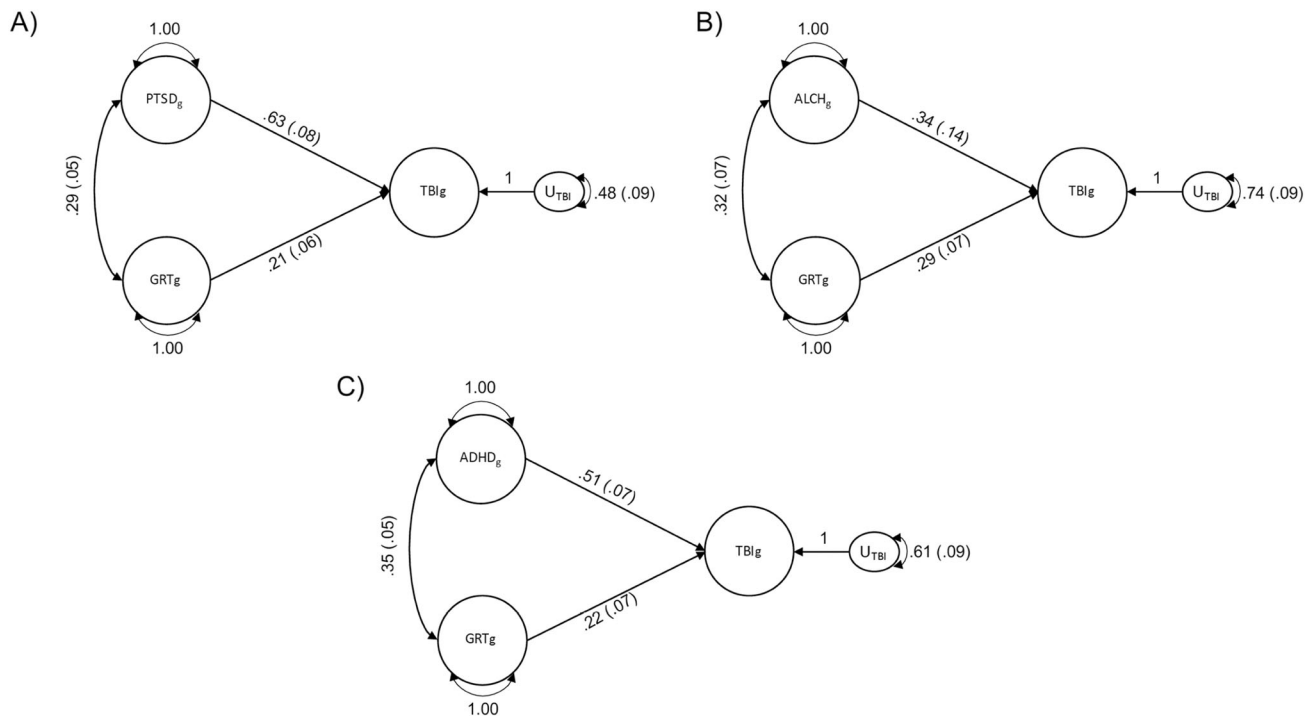 A)
1.00
PTSDg
.63 (.08)
.29 (.05)
TBIg
1
UTBI
.48 (.09)
.21 (.06)
GRTg
1.00
B)
1.00
ALCHg
.34 (.14)
.32 (.07)
TBIg
1
UTBI
.74 (.09)
.29 (.07)
GRTg
1.00
C)
1.00
ADHDg
.51 (.07)
.35 (.05)
TBIg
1
UTBI
.61 (.09)
.22 (.07)
GRTg
1.00